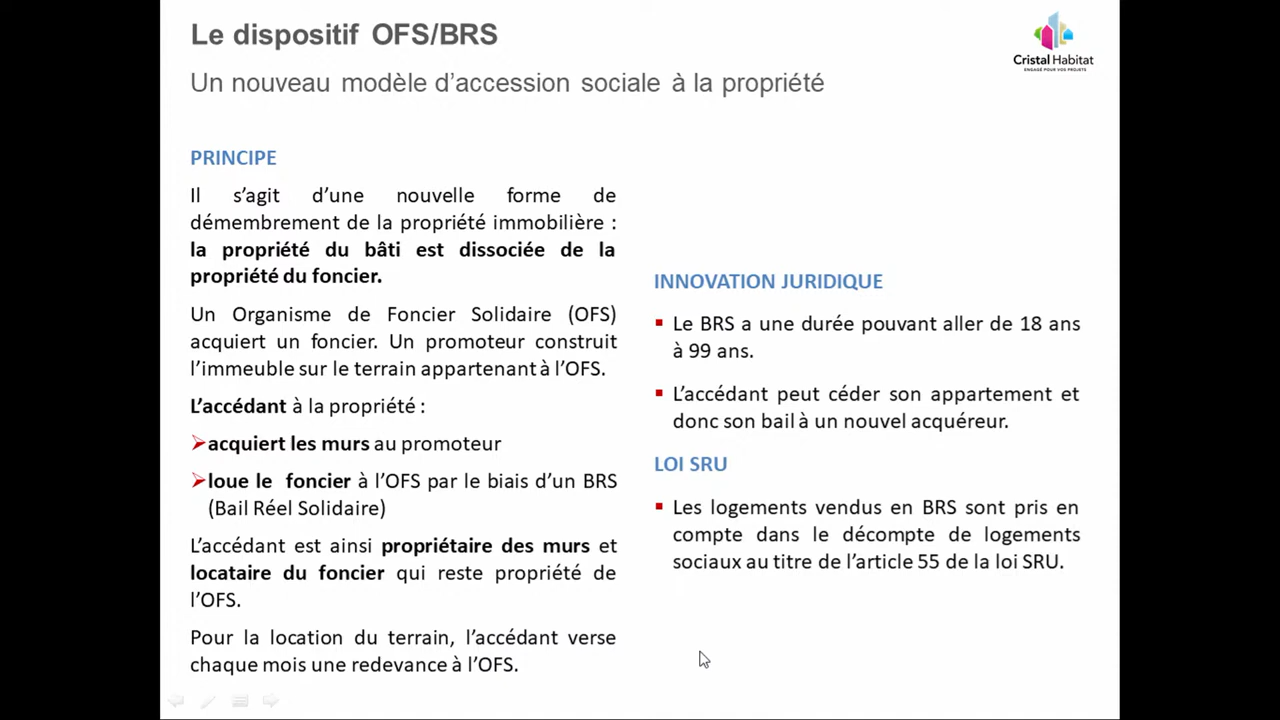 Le dispositif OFS/BRS
Un nouveau modèle d’accession sociale à la propriété
Cristal Habitat
ENGAGÉ POUR VOS PROJETS
PRINCIPE
Il s’agit d’une nouvelle forme de
démembrement de la propriété immobilière :
la propriété du bâti est dissociée de la
propriété du foncier.
Un Organisme de Foncier Solidaire (OFS)
acquiert un foncier. Un promoteur construit
l’immeuble sur le terrain appartenant à l’OFS.
L’accédant à la propriété :
acquiert les murs au promoteur
loue le foncier à l’OFS par le biais d’un BRS
(Bail Réel Solidaire)
L’accédant est ainsi propriétaire des murs et
locataire du foncier qui reste propriété de
l’OFS.
Pour la location du terrain, l’accédant verse
chaque mois une redevance à l’OFS.
INNOVATION JURIDIQUE
Le BRS a une durée pouvant aller de 18 ans
à 99 ans.
L’accédant peut céder son appartement et
donc son bail à un nouvel acquéreur.
LOI SRU
Les logements vendus en BRS sont pris en
compte dans le décompte de logements
sociaux au titre de l’article 55 de la loi SRU.